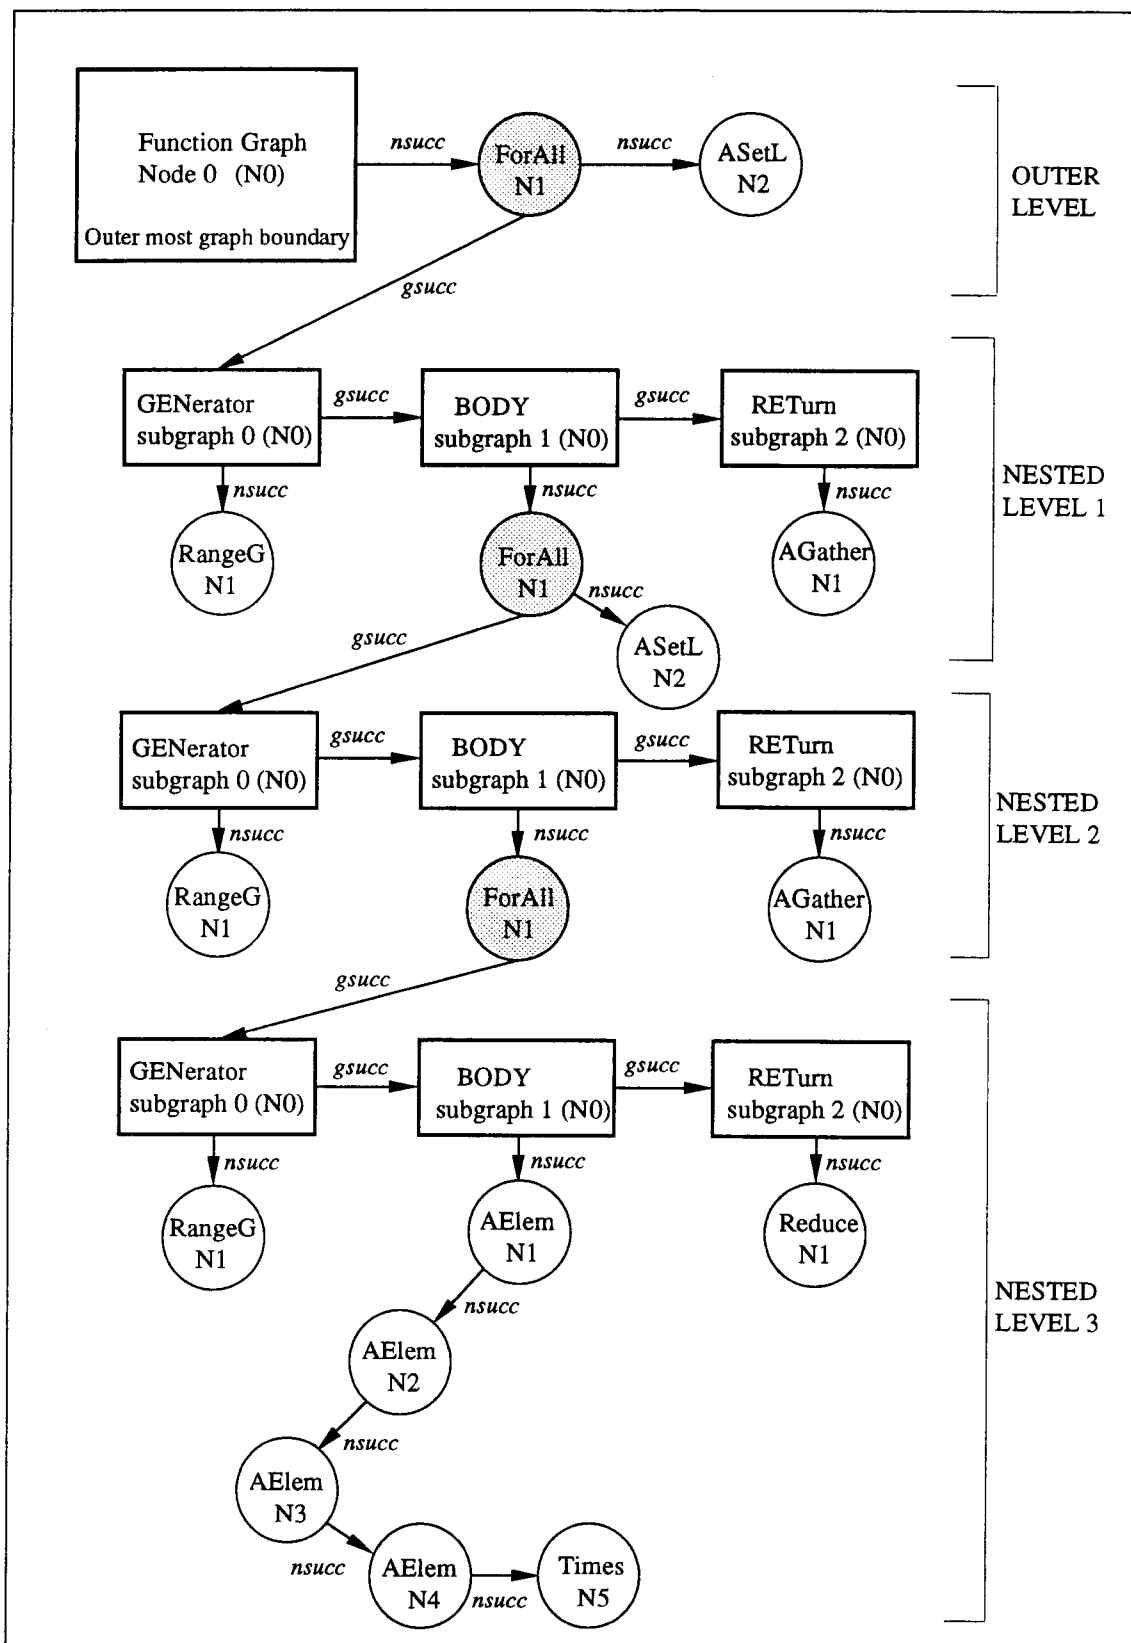 Function Graph
Node 0 (N0)
Outer most graph boundary
nsucc
ForAll
N1
nsucc
ASetL
N2
OUTER
LEVEL
gsucc
GENerator
subgraph 0 (N0)
gsucc
BODY
subgraph 1 (N0)
gsucc
RETurn
subgraph 2 (N0)
nsucc
nsucc
nsucc
NESTED
LEVEL 1
RangeG
N1
ForAll
N1
AGather
N1
nsucc
ASetL
N2
gsucc
GENerator
subgraph 0 (N0)
gsucc
BODY
subgraph 1 (N0)
gsucc
RETurn
subgraph 2 (N0)
nsucc
nsucc
nsucc
NESTED
LEVEL 2
RangeG
N1
ForAll
N1
AGather
N1
gsucc
GENerator
subgraph 0 (N0)
gsucc
BODY
subgraph 1 (N0)
gsucc
RETurn
subgraph 2 (N0)
nsucc
nsucc
nsucc
RangeG
N1
AElem
N1
Reduce
N1
NESTED
LEVEL 3
nsucc
AElem
N2
nsucc
AElem
N3
nsucc
AElem
N4
nsucc
Times
N5